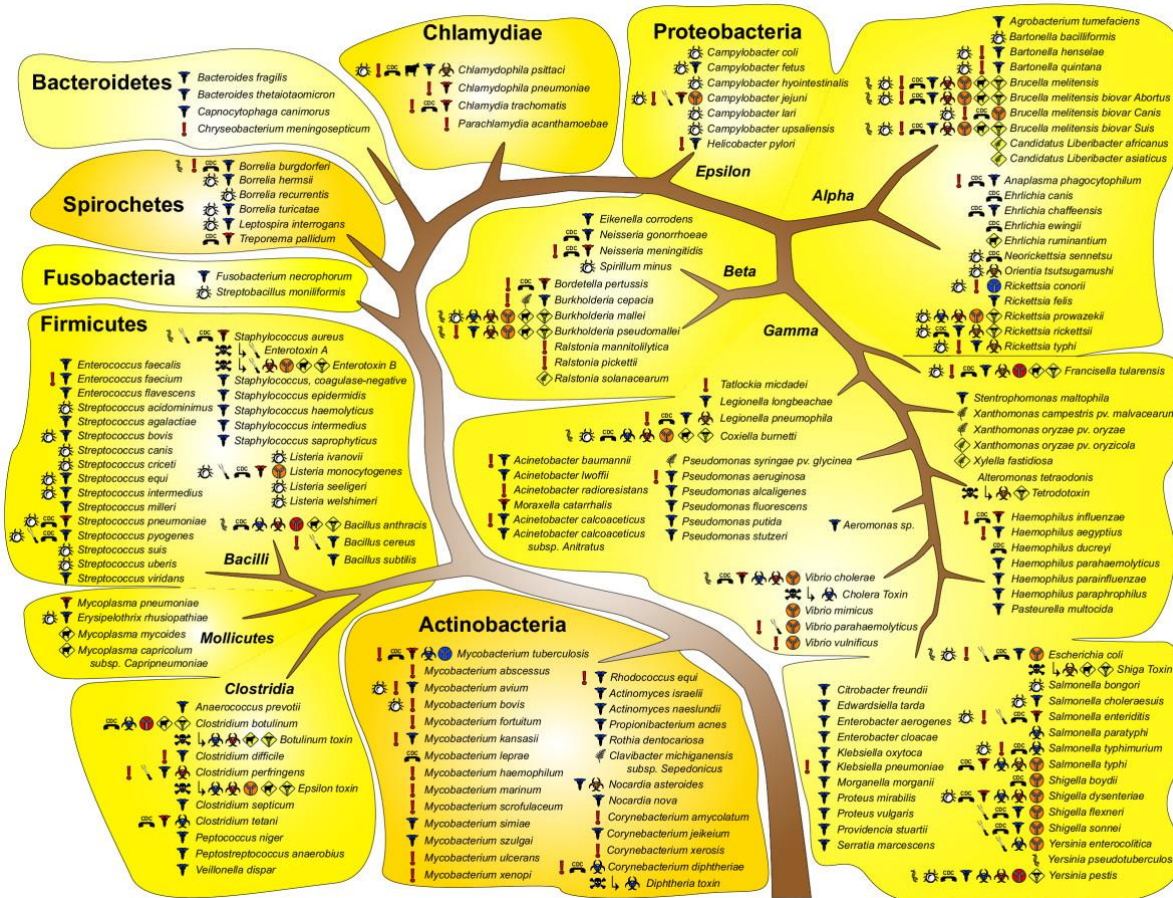 Bacteroidetes
Bacteroides fragilis
Bacteroides thetaiotaomicron
Capnocytophaga canimorus
Chryseobacterium meningosepticum
Chlamydiae
Chlamydophila psittaci
Chlamydophila pneumoniae
Chlamydia trachomatis
Parachlamydia acanthamoebae
Proteobacteria
Campylobacter coli
Campylobacter fetus
Campylobacter hyointestinalis
Campylobacter jejuni
Campylobacter lari
Campylobacter upsaliensis
Helicobacter pylori
Epsilon
Agrobacterium tumefaciens
Bartonella bacilliformis
Bartonella henselae
Bartonella quintana
Brucella melitensis
Brucella melitensis biovar Abortus
Brucella melitensis biovar Canis
Brucella melitensis biovar Suis
Candidatus Liberibacter africanus
Candidatus Liberibacter asiaticus
Alpha
Anaplasma phagocytophilum
Ehrlichia canis
Ehrlichia chaffeensis
Ehrlichia ewingii
Ehrlichia ruminantium
Neorickettsia sennetsu
Orientia tsutsugamushi
Rickettsia conorii
Rickettsia felis
Rickettsia prowazekii
Rickettsia rickettsii
Rickettsia typhi
Spirochetes
Borrelia burgdorferi
Borrelia hermsii
Borrelia recurrentis
Borrelia turicatae
Leptospira interrogans
Treponema pallidum
Fusobacteria
Fusobacterium necrophorum
Streptobacillus moniliformis
Eikenella corrodens
Neisseria gonorrhoeae
Neisseria meningitidis
Spirillum minus
Beta
Bordetella pertussis
Burkholderia cepacia
Burkholderia mallei
Burkholderia pseudomallei
Ralstonia mannitolilytica
Ralstonia pickettii
Ralstonia solanacearum
Gamma
Firmicutes
Staphylococcus aureus
Enterotoxin A
Enterotoxin B
Staphylococcus, coagulase-negative
Staphylococcus epidermidis
Staphylococcus haemolyticus
Staphylococcus intermedius
Staphylococcus saprophyticus
Enterococcus faecalis
Enterococcus faecium
Enterococcus flavescens
Streptococcus acidominimus
Streptococcus agalactiae
Streptococcus bovis
Streptococcus canis
Streptococcus criceti
Streptococcus equi
Streptococcus intermedius
Streptococcus milleri
Streptococcus pneumoniae
Streptococcus pyogenes
Streptococcus suis
Streptococcus uberis
Streptococcus viridans
Listeria ivanovii
Listeria monocytogenes
Listeria seeligeri
Listeria welshimeri
Bacillus anthracis
Bacillus cereus
Bacillus subtilis
Bacilli
Mycoplasma pneumoniae
Erysipelothrix rhusiopathiae
Mycoplasma mycoides
Mycoplasma capricolum
subsp. Capripneumoniae
Mollicutes
Clostridia
Anaerococcus prevotii
Clostridium botulinum
Botulinum toxin
Clostridium difficile
Clostridium perfringens
Epsilon toxin
Clostridium septicum
Clostridium tetani
Peptococcus niger
Peptostreptococcus anaerobius
Veillonella dispar
Tatlockia micdadei
Legionella longbeachae
Legionella pneumophila
Coxiella burnetti
Acinetobacter baumannii
Acinetobacter lwoffii
Acinetobacter radioresistans
Moraxella catarrhalis
Acinetobacter calcoaceticus
Acinetobacter calcoaceticus
subsp. Anitratus
Pseudomonas syringae pv. glycinea
Pseudomonas aeruginosa
Pseudomonas alcaligenes
Pseudomonas fluorescens
Pseudomonas putida
Pseudomonas stutzeri
Aeromonas sp.
Vibrio cholerae
Cholera Toxin
Vibrio mimicus
Vibrio parahaemolyticus
Vibrio vulnificus
Francisella tularensis
Stentrophomonas maltophila
Xanthomonas campestris pv. malvacearum
Xanthomonas oryzae pv. oryzae
Xanthomonas oryzae pv. oryzicola
Xylella fastidiosa
Alteromonas tetraodonis
Tetrodotoxin
Haemophilus influenzae
Haemophilus aegyptius
Haemophilus ducreyi
Haemophilus parahaemolyticus
Haemophilus parainfluenzae
Haemophilus paraphrophilus
Pasteurella multocida
Actinobacteria
Mycobacterium tuberculosis
Mycobacterium abscessus
Mycobacterium avium
Mycobacterium bovis
Mycobacterium fortuitum
Mycobacterium kansasii
Mycobacterium leprae
Mycobacterium haemophilum
Mycobacterium marinum
Mycobacterium scrofulaceum
Mycobacterium simiae
Mycobacterium szulgai
Mycobacterium ulcerans
Mycobacterium xenopi
Rhodococcus equi
Actinomyces israelii
Actinomyces naeslundii
Propionibacterium acnes
Rothia dentocariosa
Clavibacter michiganensis
subsp. Sepedonicus
Nocardia asteroides
Nocardia nova
Corynebacterium amycolatum
Corynebacterium jeikeium
Corynebacterium xerosis
Corynebacterium diphtheriae
Diphtheria toxin
Citrobacter freundii
Edwardsiella tarda
Enterobacter aerogenes
Enterobacter cloacae
Klebsiella oxytoca
Klebsiella pneumoniae
Morganella morganii
Proteus mirabilis
Proteus vulgaris
Providencia stuartii
Serratia marcescens
Escherichia coli
Shiga Toxin
Salmonella bongori
Salmonella choleraesuis
Salmonella enteriditis
Salmonella paratyphi
Salmonella typhimurium
Salmonella typhi
Shigella boydii
Shigella dysenteriae
Shigella flexneri
Shigella sonnei
Yersinia enterocolitica
Yersinia pseudotuberculos
Yersinia pestis